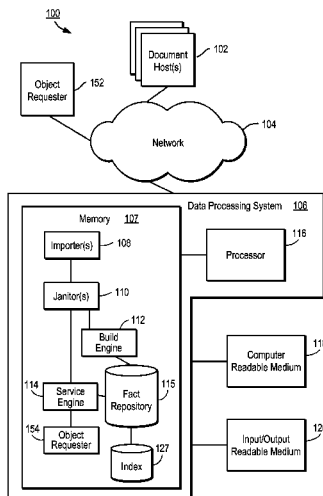 100
Document
Host(s)
102
Object
Requester
152
Network
104
Data Processing System 106
Memory 107
Importer(s)
108
Processor
116
Janitor(s)
110
Build
Engine
112
Computer
Readable Medium
114
Service
Engine
Fact
Repository
115
154
Object
Requester
Index
127
Input/Output
Readable Medium